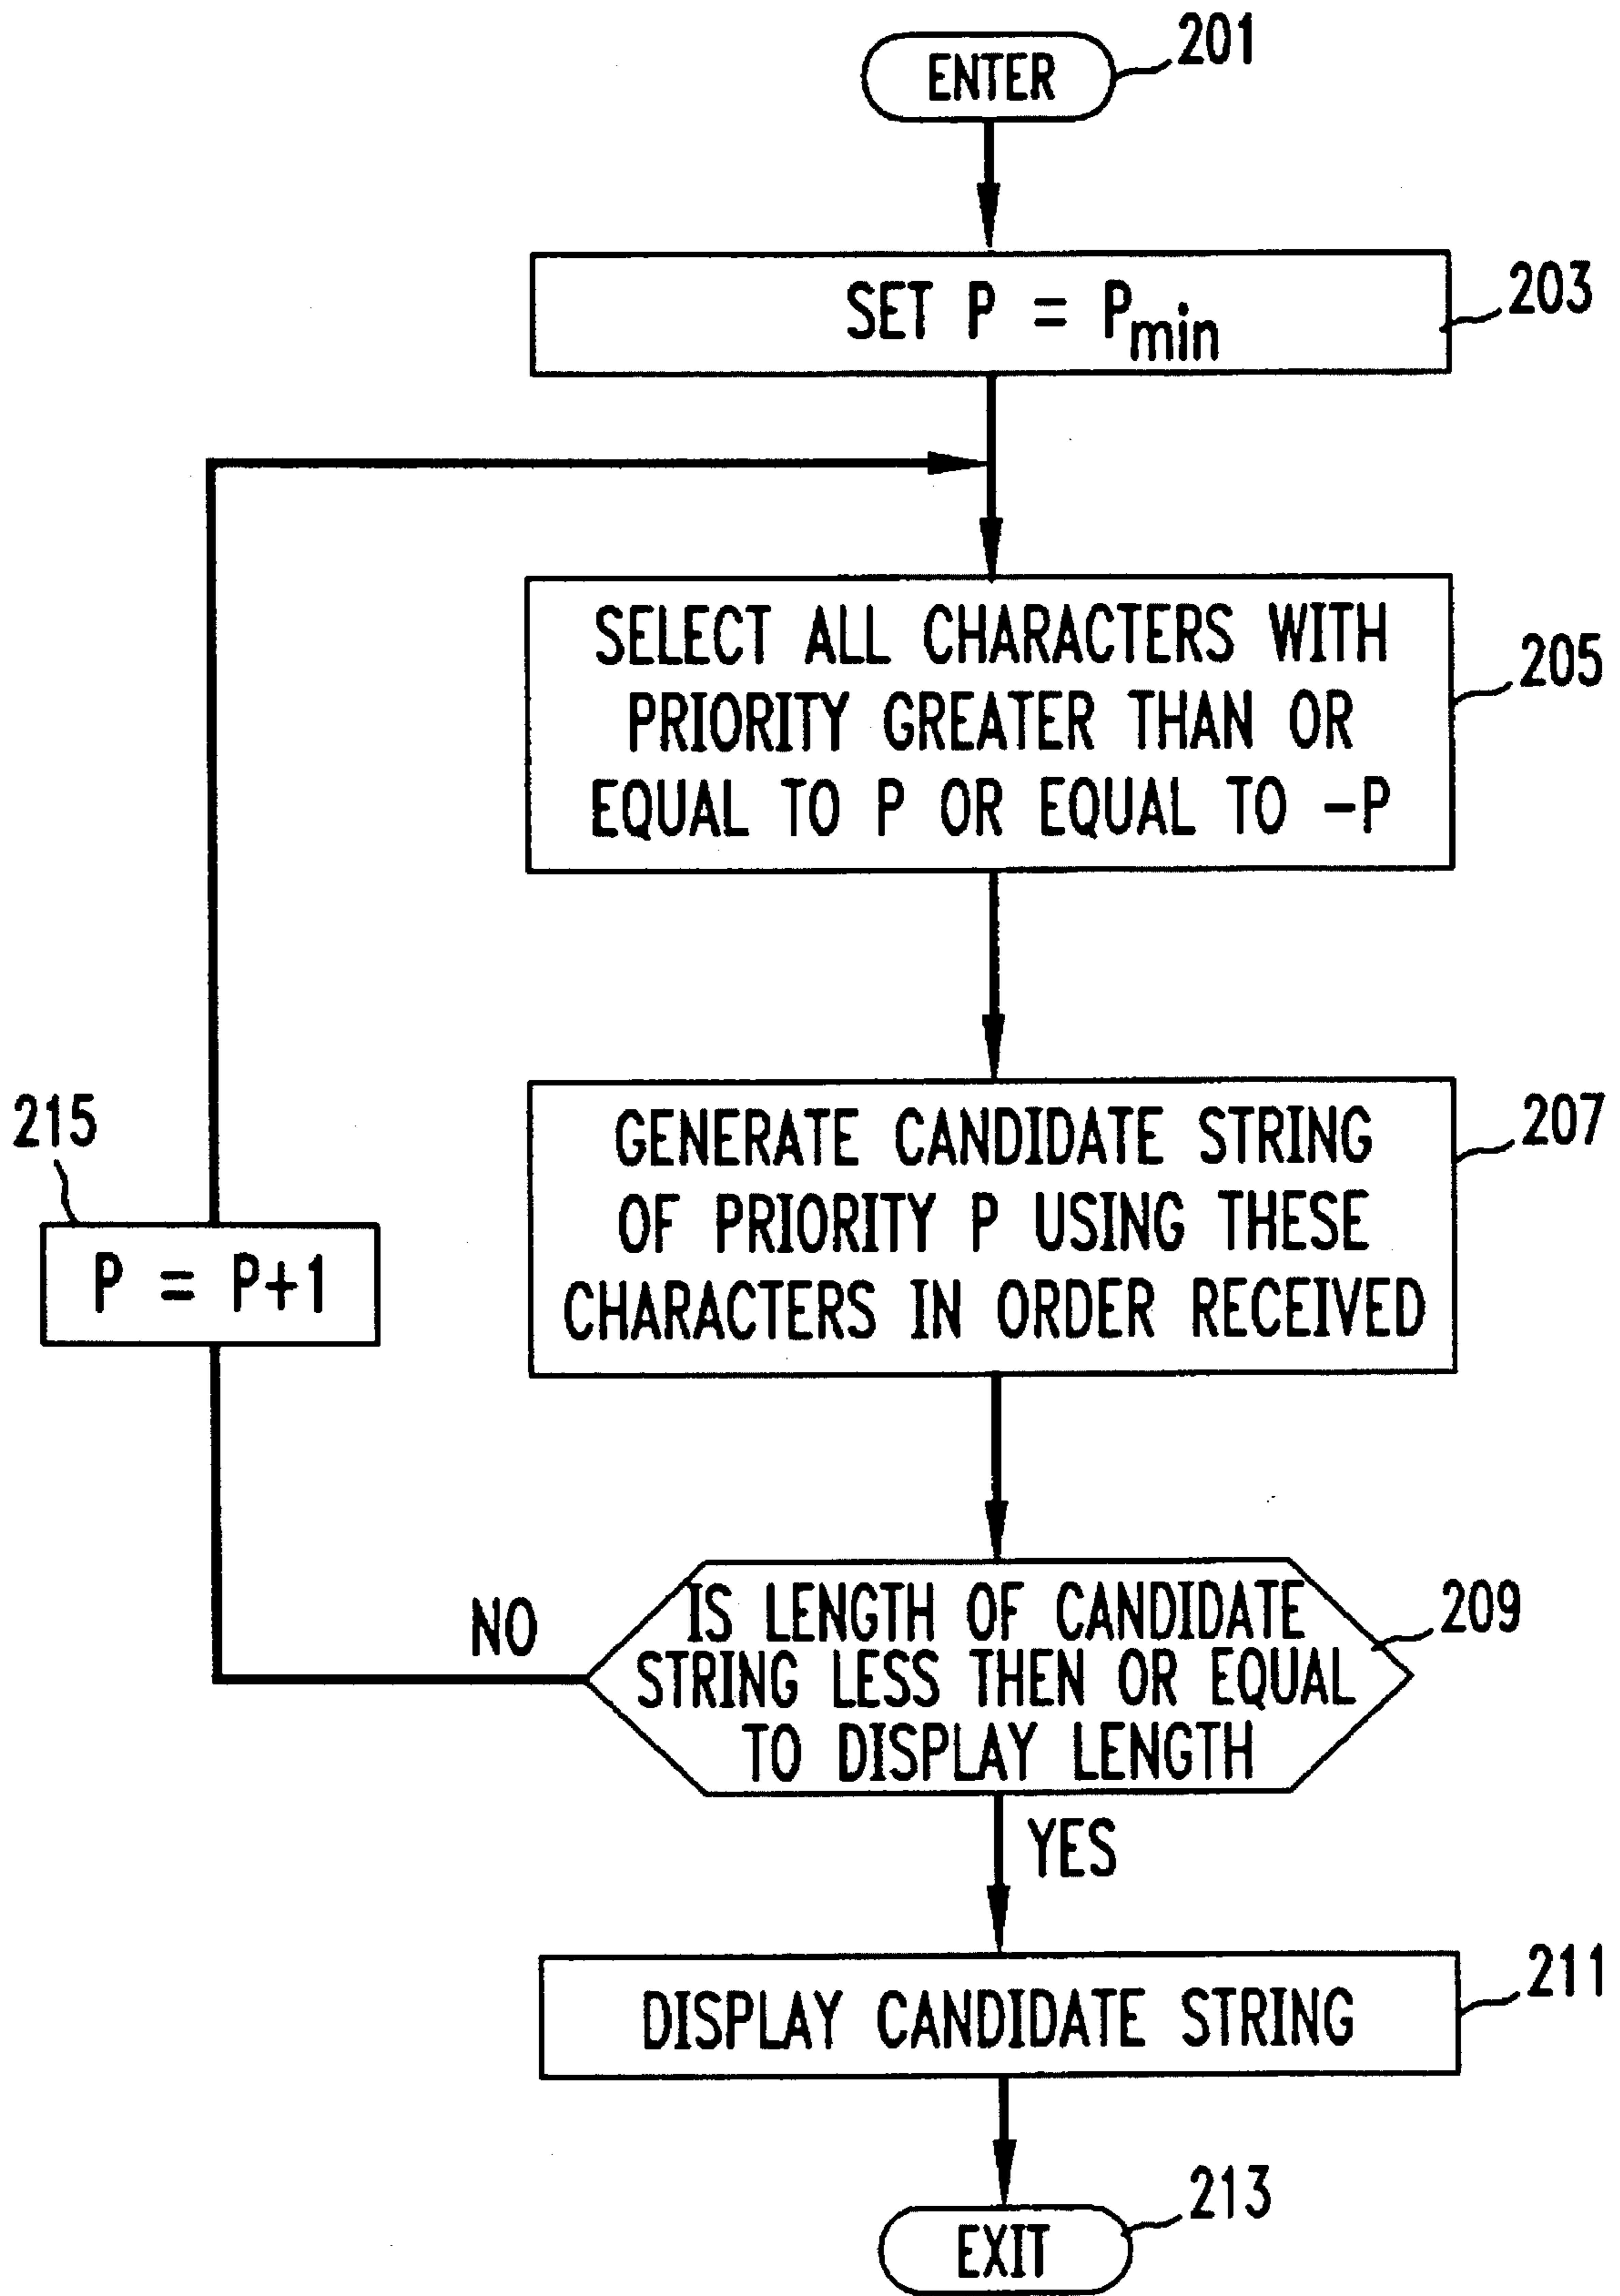 201
ENTER
203
SET P = Pmin
SELECT ALL CHARACTERS WITH
PRIORITY GREATER THAN OR
EQUAL TO P OR EQUAL TO -P
205
GENERATE CANDIDATE STRING
OF PRIORITY P USING THESE
CHARACTERS IN ORDER RECEIVED
207
215
P = P+1
NO
IS LENGTH OF CANDIDATE
STRING LESS THEN OR EQUAL
TO DISPLAY LENGTH
209
YES
DISPLAY CANDIDATE STRING
211
213
EXIT